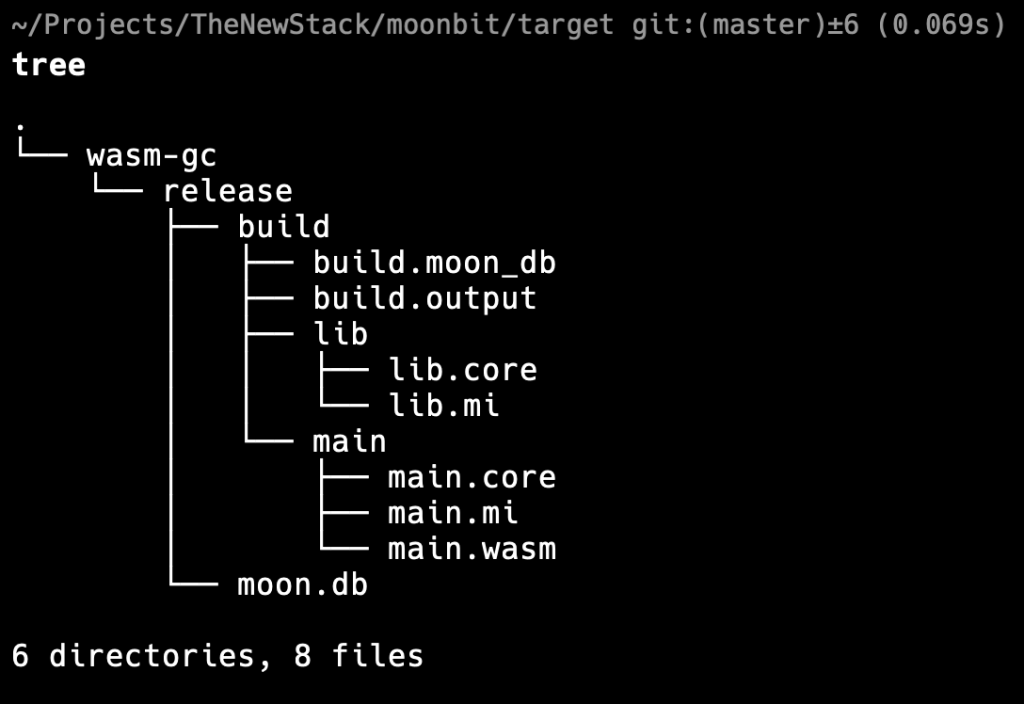 ~/Projects/TheNewStack/moonbit/target git:(master)±6 (0.069s)
tree
.
└── wasm-gc
    └── release
        ├── build
        │   ├── build.moon_db
        │   ├── build.output
        │   ├── lib
        │   │   ├── lib.core
        │   │   └── lib.mi
        │   └── main
        │       ├── main.core
        │       ├── main.mi
        │       └── main.wasm
        └── moon.db
6 directories, 8 files